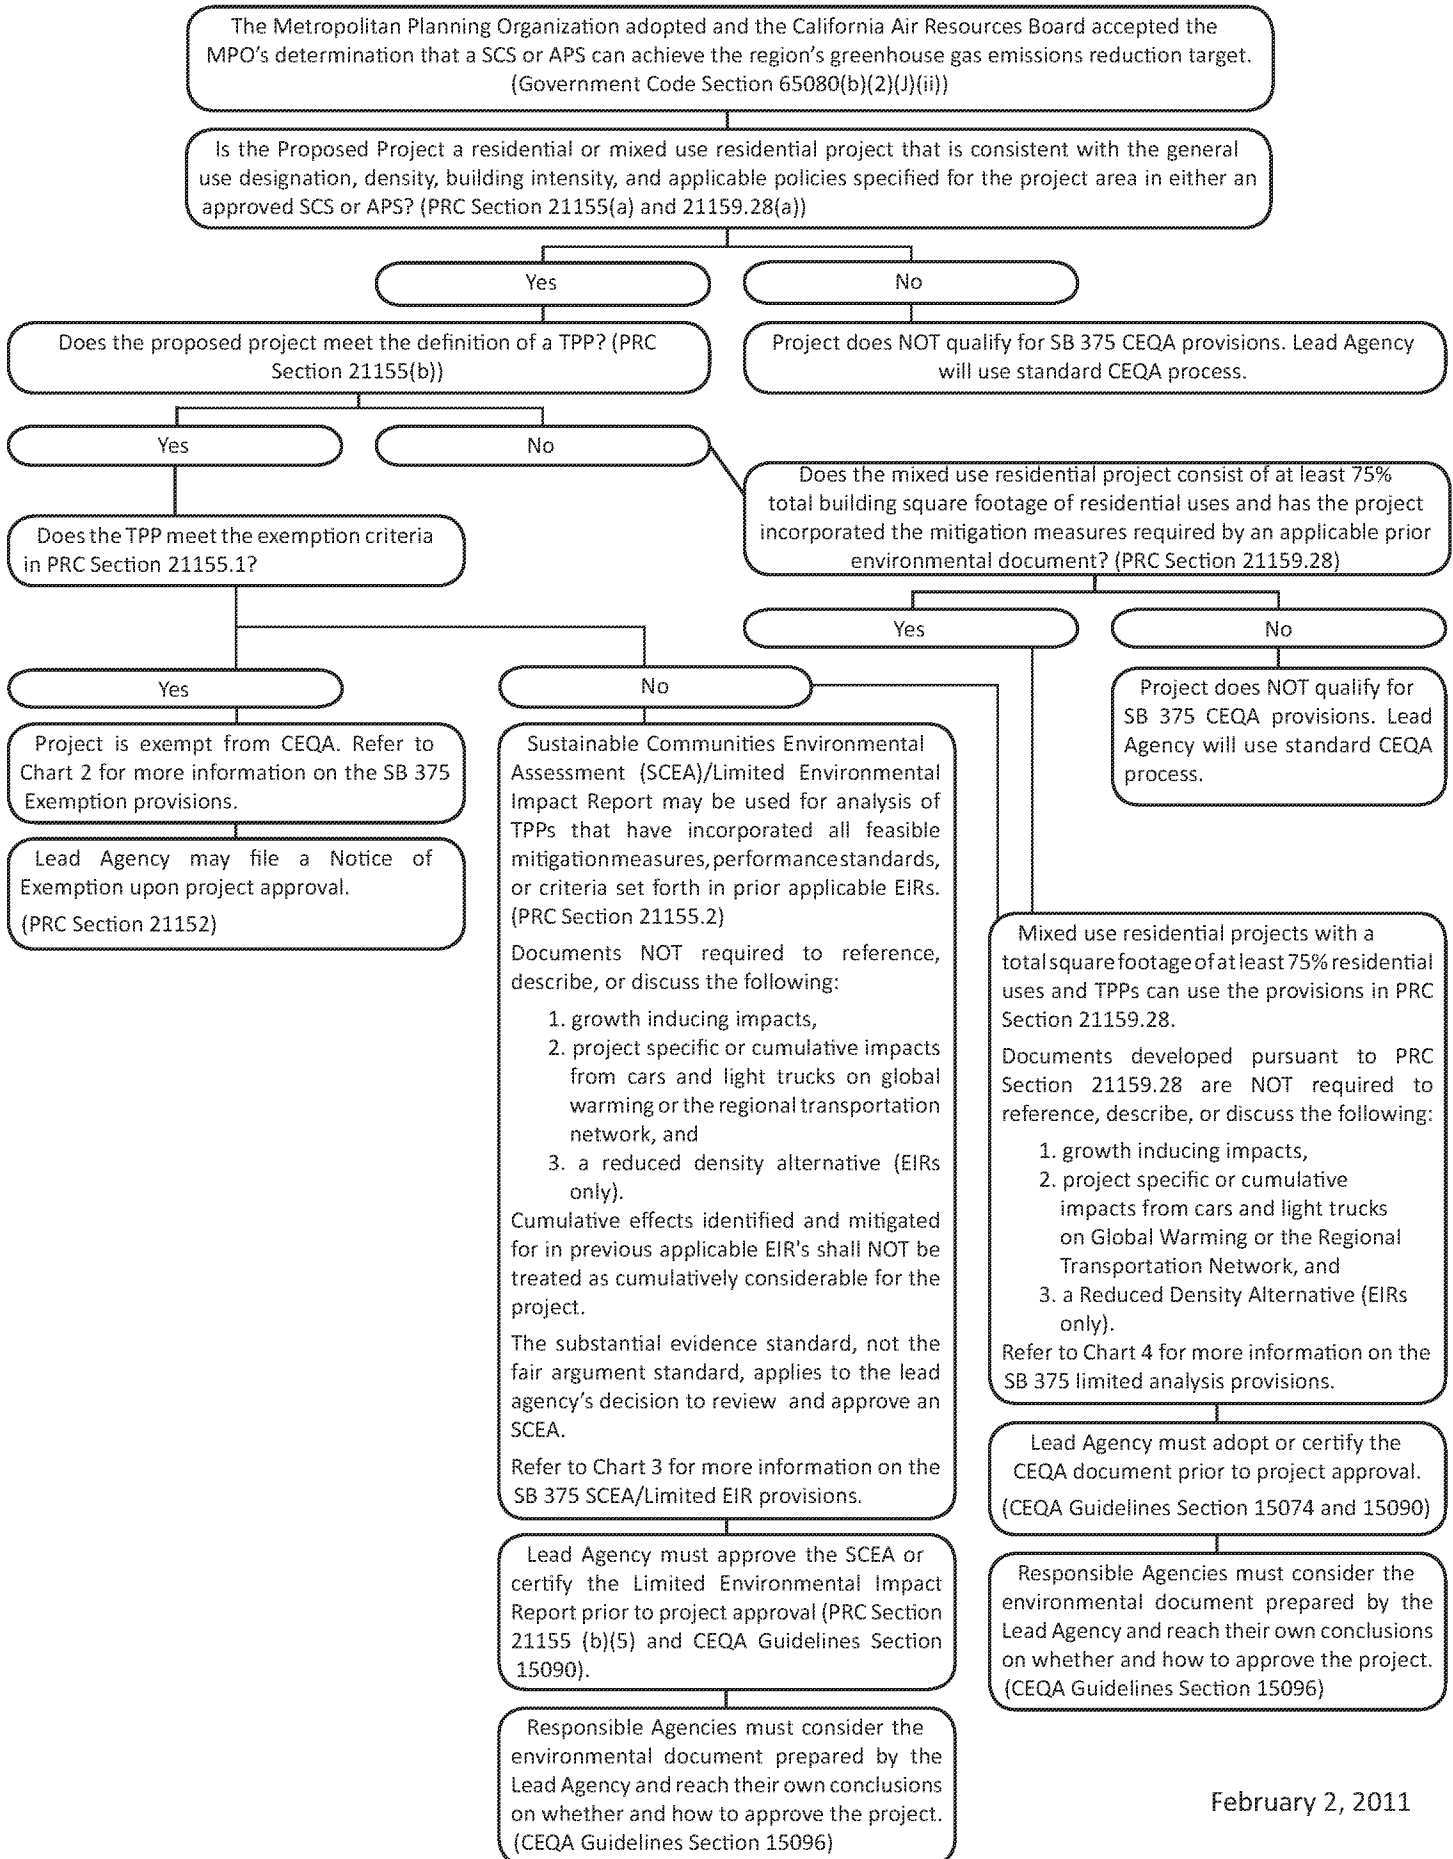 The Metropolitan Planning Organization adopted and the California Air Resources Board accepted the
MPO's determination that a SCS or APS can achieve the region's greenhouse gas emissions reduction target.
(Government Code Section 65080(b)(2)(J)(ii))
Is the Proposed Project a residential or mixed use residential project that is consistent with the general
use designation, density, building intensity, and applicable policies specified for the project area in either an
approved SCS or APS? (PRC Section 21155(a) and 21159.28(a))
Yes
No
Does the proposed project meet the definition of a TPP? (PRC
Section 21155(b))
Project does NOT qualify for SB 375 CEQA provisions. Lead Agency
will use standard CEQA process.
Yes
No
Does the mixed use residential project consist of at least 75%
total building square footage of residential uses and has the project
incorporated the mitigation measures required by an applicable prior
environmental document? (PRC Section 21159.28)
Does the TPP meet the exemption criteria
in PRC Section 21155.1?
Yes
No
Yes
No
Project does NOT qualify for
SB 375 CEQA provisions. Lead
Agency will use standard CEQA
process.
Project is exempt from CEQA. Refer to
Chart 2 for more information on the SB 375
Exemption provisions.
Lead Agency may file a Notice of
Exemption upon project approval.
(PRC Section 21152)
Sustainable Communities Environmental
Assessment (SCEA)/Limited Environmental
Impact Report may be used for analysis of
TPPs that have incorporated all feasible
mitigation measures, performance standards,
or criteria set forth in prior applicable EIRs.
(PRC Section 21155.2)
Documents NOT required to reference,
describe, or discuss the following:
1. growth inducing impacts,
2. project specific or cumulative impacts
from cars and light trucks on global
warming or the regional transportation
network, and
3. a reduced density alternative (EIRs
only).
Cumulative effects identified and mitigated
for in previous applicable EIR's shall NOT be
treated as cumulatively considerable for the
project.
The substantial evidence standard, not the
fair argument standard, applies to the lead
agency's decision to review and approve an
SCEA.
Refer to Chart 3 for more information on the
SB 375 SCEA/Limited EIR provisions.
Lead Agency must approve the SCEA or
certify the Limited Environmental Impact
Report prior to project approval (PRC Section
21155 (b)(5) and CEQA Guidelines Section
15090).
Responsible Agencies must consider the
environmental document prepared by the
Lead Agency and reach their own conclusions
on whether and how to approve the project.
(CEQA Guidelines Section 15096)
Mixed use residential projects with a
total square footage of at least 75% residential
uses and TPPs can use the provisions in PRC
Section 21159.28.
Documents developed pursuant to PRC
Section 21159.28 are NOT required to
reference, describe, or discuss the following:
1. growth inducing impacts,
2. project specific or cumulative
impacts from cars and light trucks
on Global Warming or the Regional
Transportation Network, and
3. a Reduced Density Alternative (EIRs
only).
Refer to Chart 4 for more information on the
SB 375 limited analysis provisions.
Lead Agency must adopt or certify the
CEQA document prior to project approval.
(CEQA Guidelines Section 15074 and 15090)
Responsible Agencies must consider the
environmental document prepared by the
Lead Agency and reach their own conclusions
on whether and how to approve the project.
(CEQA Guidelines Section 15096)
February 2, 2011